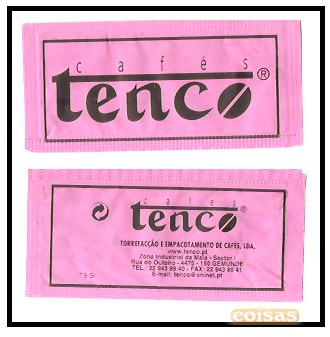 cafés
tenco®
cafés
tenco®
TORREFACCÃO E EMPACOTAMENTO DE CAFÉS, LDA.
www.tenco.pt
Zona Industrial da Maia - Sector I
Rua do Outeiro - 4475 - 150 GEMUNDE
TEL.: 22 943 89 40 - FAX: 22 943 89 41
E-mail: tenco@oninet.pt
coisas